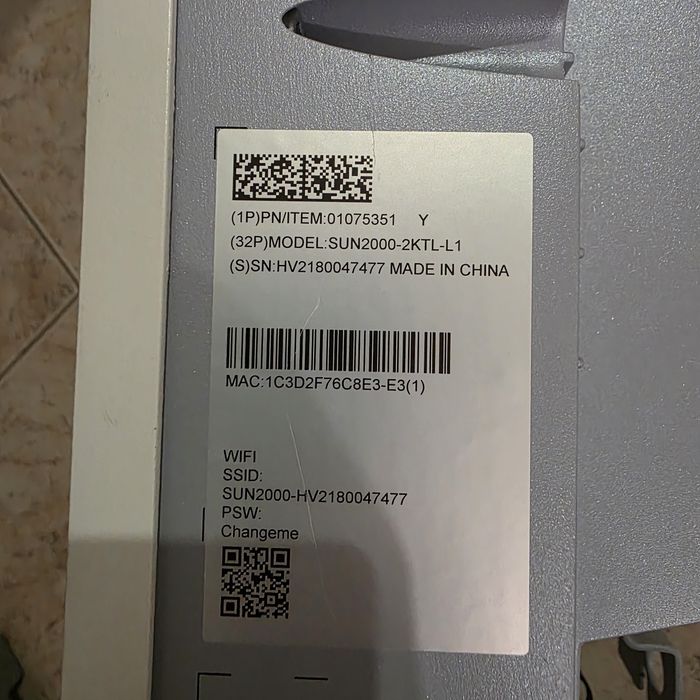 (1P)PN/ITEM:01075351 Y
(32P)MODEL:SUN2000-2KTL-L1
(S)SN:HV2180047477 MADE IN CHINA
MAC:1C3D2F76C8E3-E3(1)
WIFI
SSID:
SUN2000-HV2180047477
PSW:
Changeme